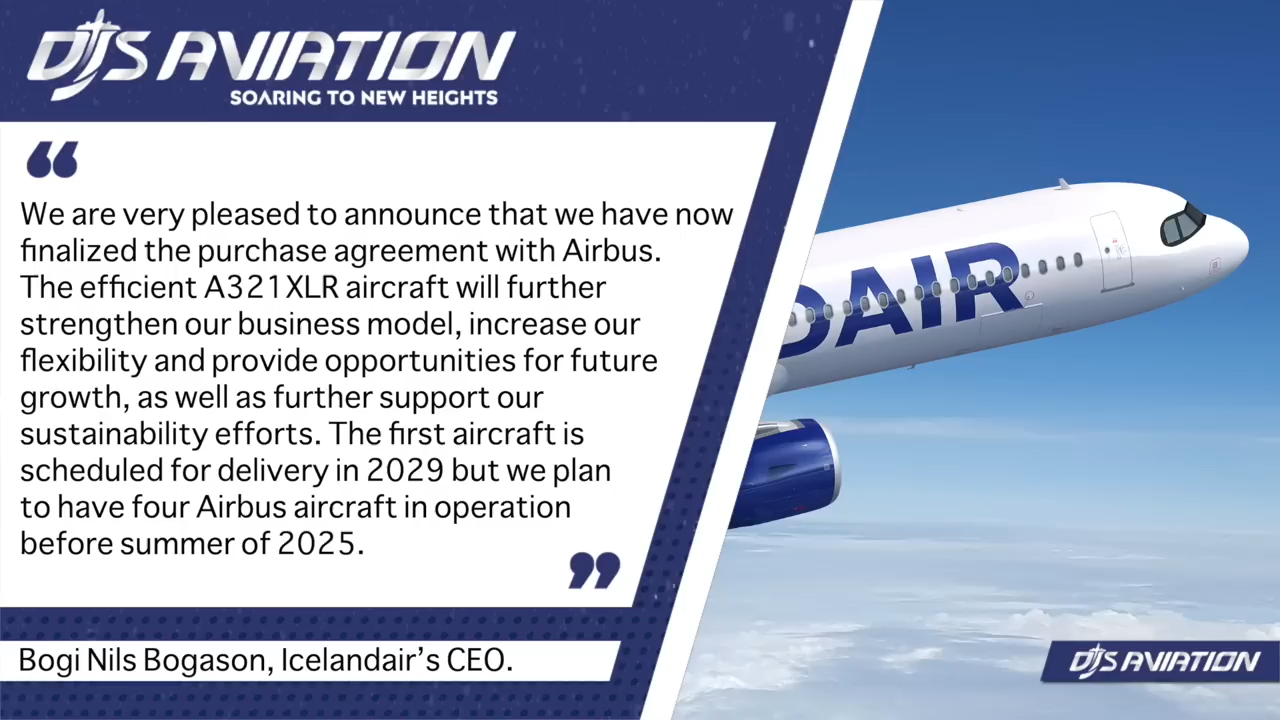 DJS AVIATION
SOARING TO NEW HEIGHTS
“
We are very pleased to announce that we have now
finalized the purchase agreement with Airbus.
The efficient A321XLR aircraft will further
strengthen our business model, increase our
flexibility and provide opportunities for future
growth, as well as further support our
sustainability efforts. The first aircraft is
scheduled for delivery in 2029 but we plan
to have four Airbus aircraft in operation
before summer of 2025.
”
Bogi Nils Bogason, Icelandair’s CEO.
DAIR
DJS AVIATION